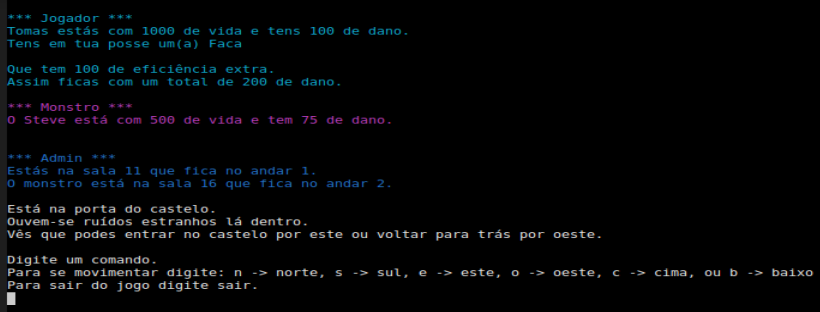 *** Jogador ***
Tomas estás com 1000 de vida e tens 100 de dano.
Tens em tua posse um(a) Faca
Que tem 100 de eficiência extra.
Assim ficas com um total de 200 de dano.
*** Monstro ***
O Steve está com 500 de vida e tem 75 de dano.
*** Admin ***
Estás na sala 11 que fica no andar 1.
O monstro está na sala 16 que fica no andar 2.
Está na porta do castelo.
Ouvem-se ruídos estranhos lá dentro.
Vês que podes entrar no castelo por este ou voltar para trás por oeste.
Digite um comando.
Para se movimentar digite: n -> norte, s -> sul, e -> este, o -> oeste, c -> cima, ou b -> baixo
Para sair do jogo digite sair.